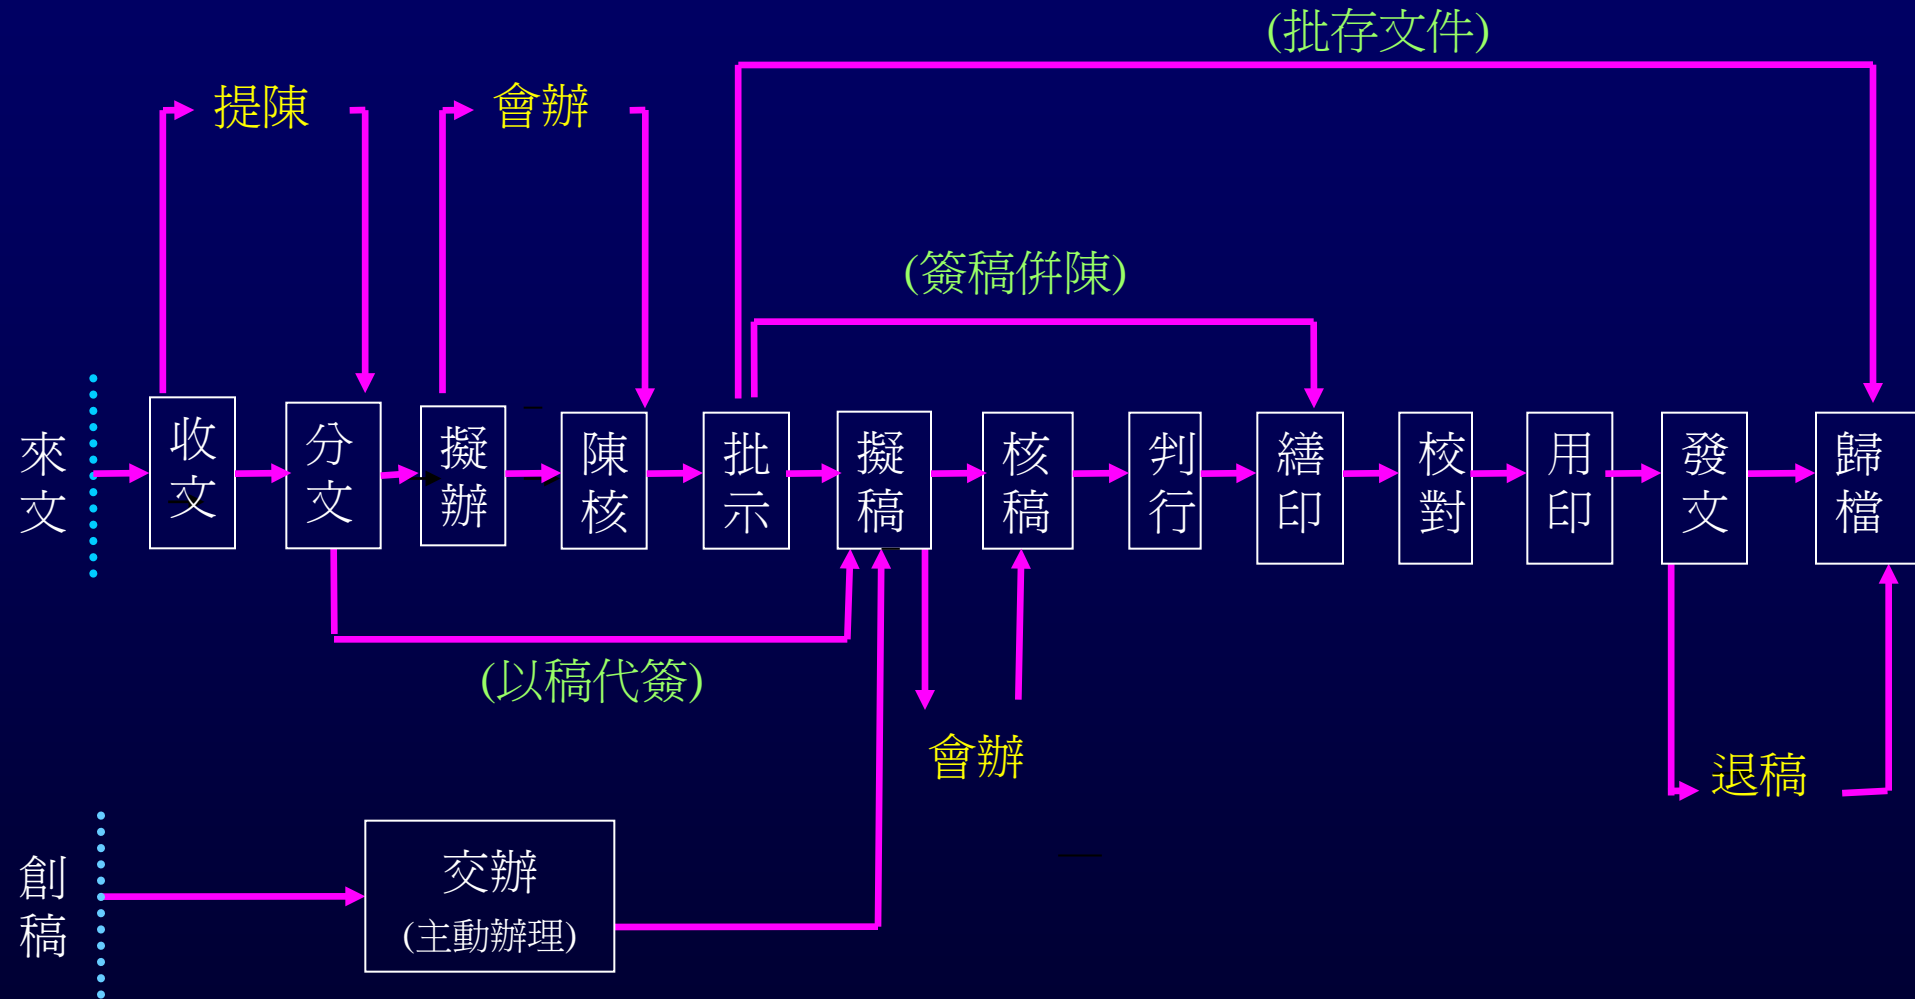 (批存文件)
提陳
會辦
(簽稿併陳)
來文
收文
分文
擬辦
陳核
批示
擬稿
核稿
判行
繕印
校對
用印
發文
歸檔
(以稿代簽)
會辦
退稿
創稿
交辦
(主動辦理)